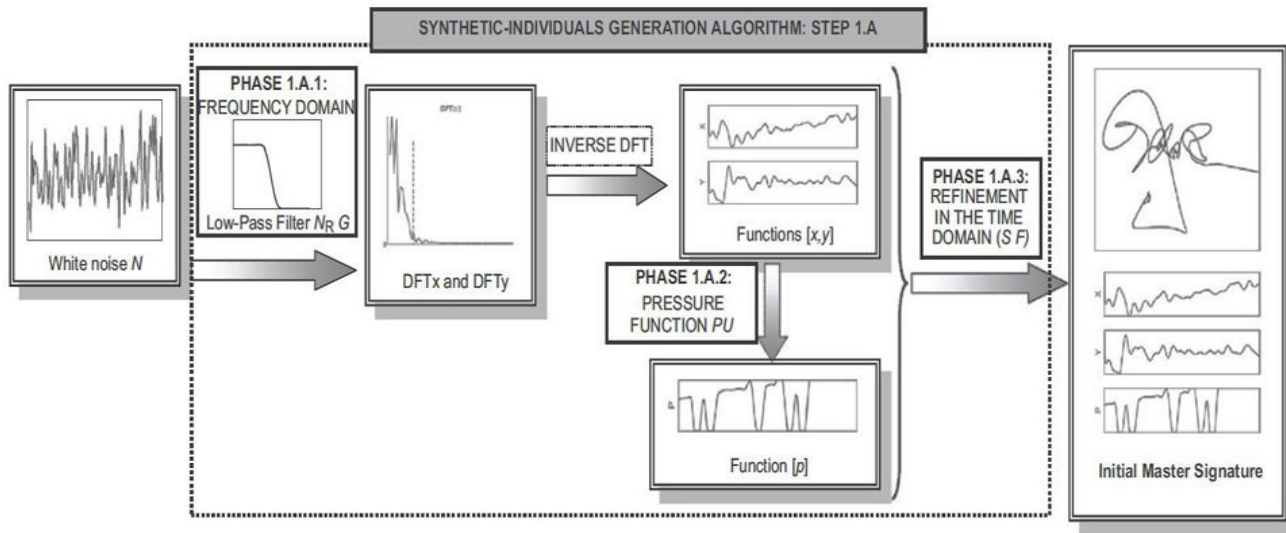 SYNTHETIC-INDIVIDUALS GENERATION ALGORITHM: STEP 1.A
White noise N
PHASE 1.A.1:
FREQUENCY DOMAIN
Low-Pass Filter NR G
DFTx and DFTy
INVERSE DFT
X
Y
Functions [x,y]
PHASE 1.A.2:
PRESSURE
FUNCTION PU
P
Function [p]
PHASE 1.A.3:
REFINEMENT
IN THE TIME
DOMAIN (S F)
X
Y
P
Initial Master Signature